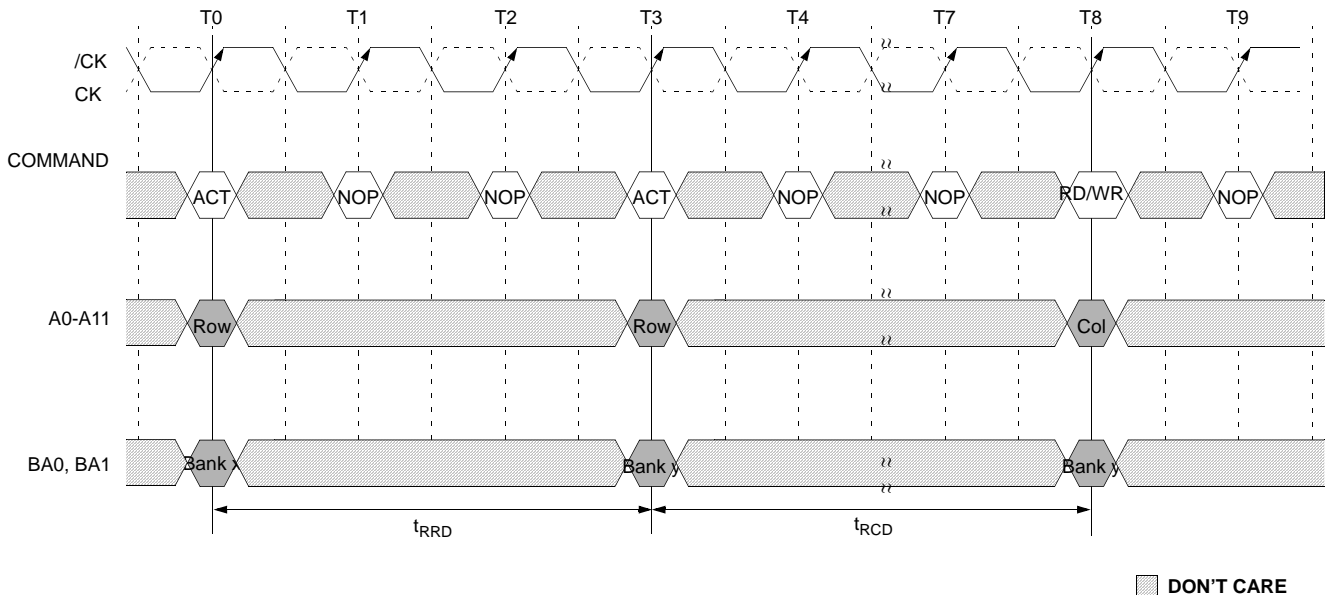 T0 T1 T2 T3 T4 T7 T8 T9
/CK
CK
COMMAND
ACT NOP NOP ACT NOP NOP RD/WR NOP
A0-A11
Row Row Col
BA0, BA1
Bank x Bank y Bank y
tRRD tRCD
DON'T CARE